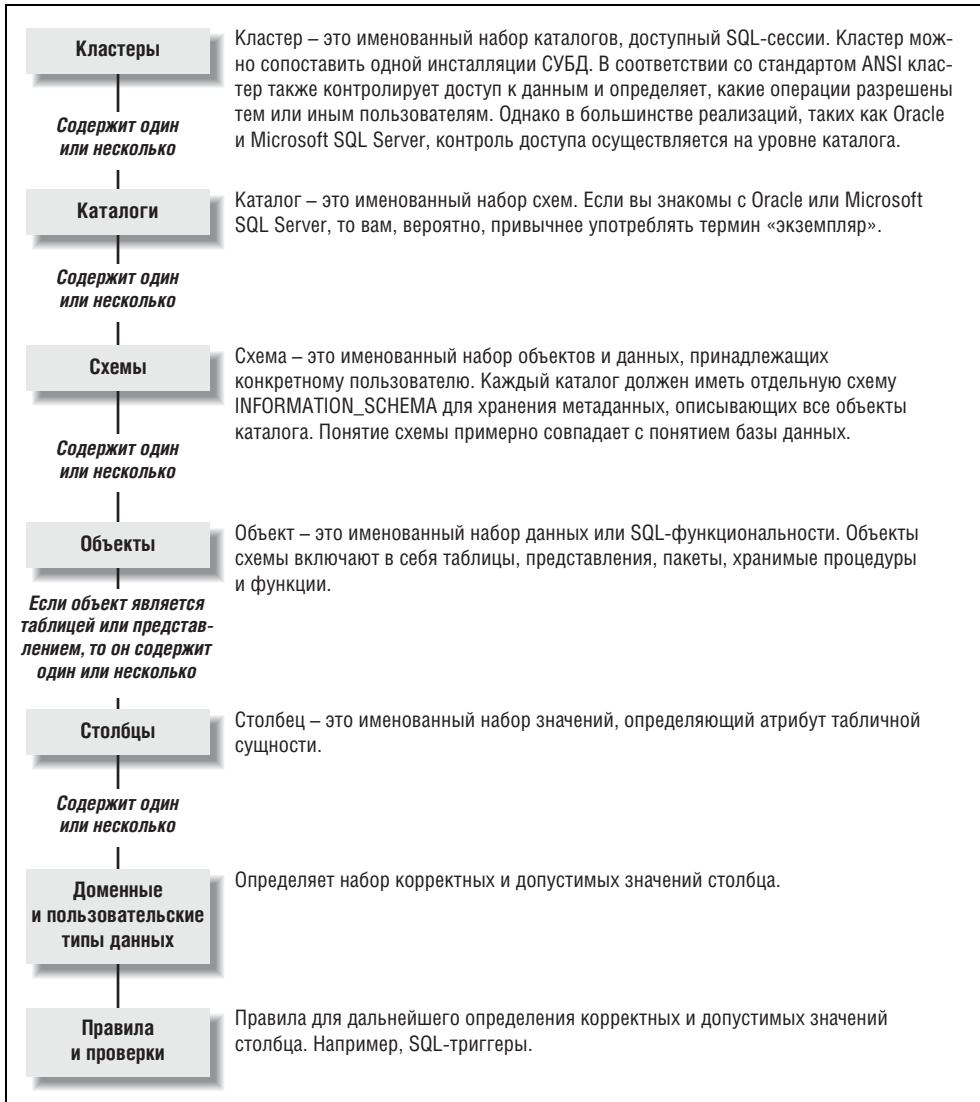 Кластеры
Кластер – это именованный набор каталогов, доступный SQL-сессии. Кластер мож-
но сопоставить одной инсталляции СУБД. В соответствии со стандартом ANSI клас-
тер также контролирует доступ к данным и определяет, какие операции разрешены
тем или иным пользователям. Однако в большинстве реализаций, таких как Oracle
и Microsoft SQL Server, контроль доступа осуществляется на уровне каталога.
Содержит один
или несколько
Каталоги
Каталог – это именованный набор схем. Если вы знакомы с Oracle или Microsoft
SQL Server, то вам, вероятно, привычнее употреблять термин «экземпляр».
Содержит один
или несколько
Схемы
Схема – это именованный набор объектов и данных, принадлежащих
конкретному пользователю. Каждый каталог должен иметь отдельную схему
INFORMATION_SCHEMA для хранения метаданных, описывающих все объекты
каталога. Понятие схемы примерно совпадает с понятием базы данных.
Содержит один
или несколько
Объекты
Объект – это именованный набор данных или SQL-функциональности. Объекты
схемы включают в себя таблицы, представления, пакеты, хранимые процедуры
и функции.
Если объект является
таблицей или представ-
лением, то он содержит
один или несколько
Столбцы
Столбец – это именованный набор значений, определяющий атрибут табличной
сущности.
Содержит один
или несколько
Доменные
и пользовательские
типы данных
Определяет набор корректных и допустимых значений столбца.
Правила
и проверки
Правила для дальнейшего определения корректных и допустимых значений
столбца. Например, SQL-триггеры.